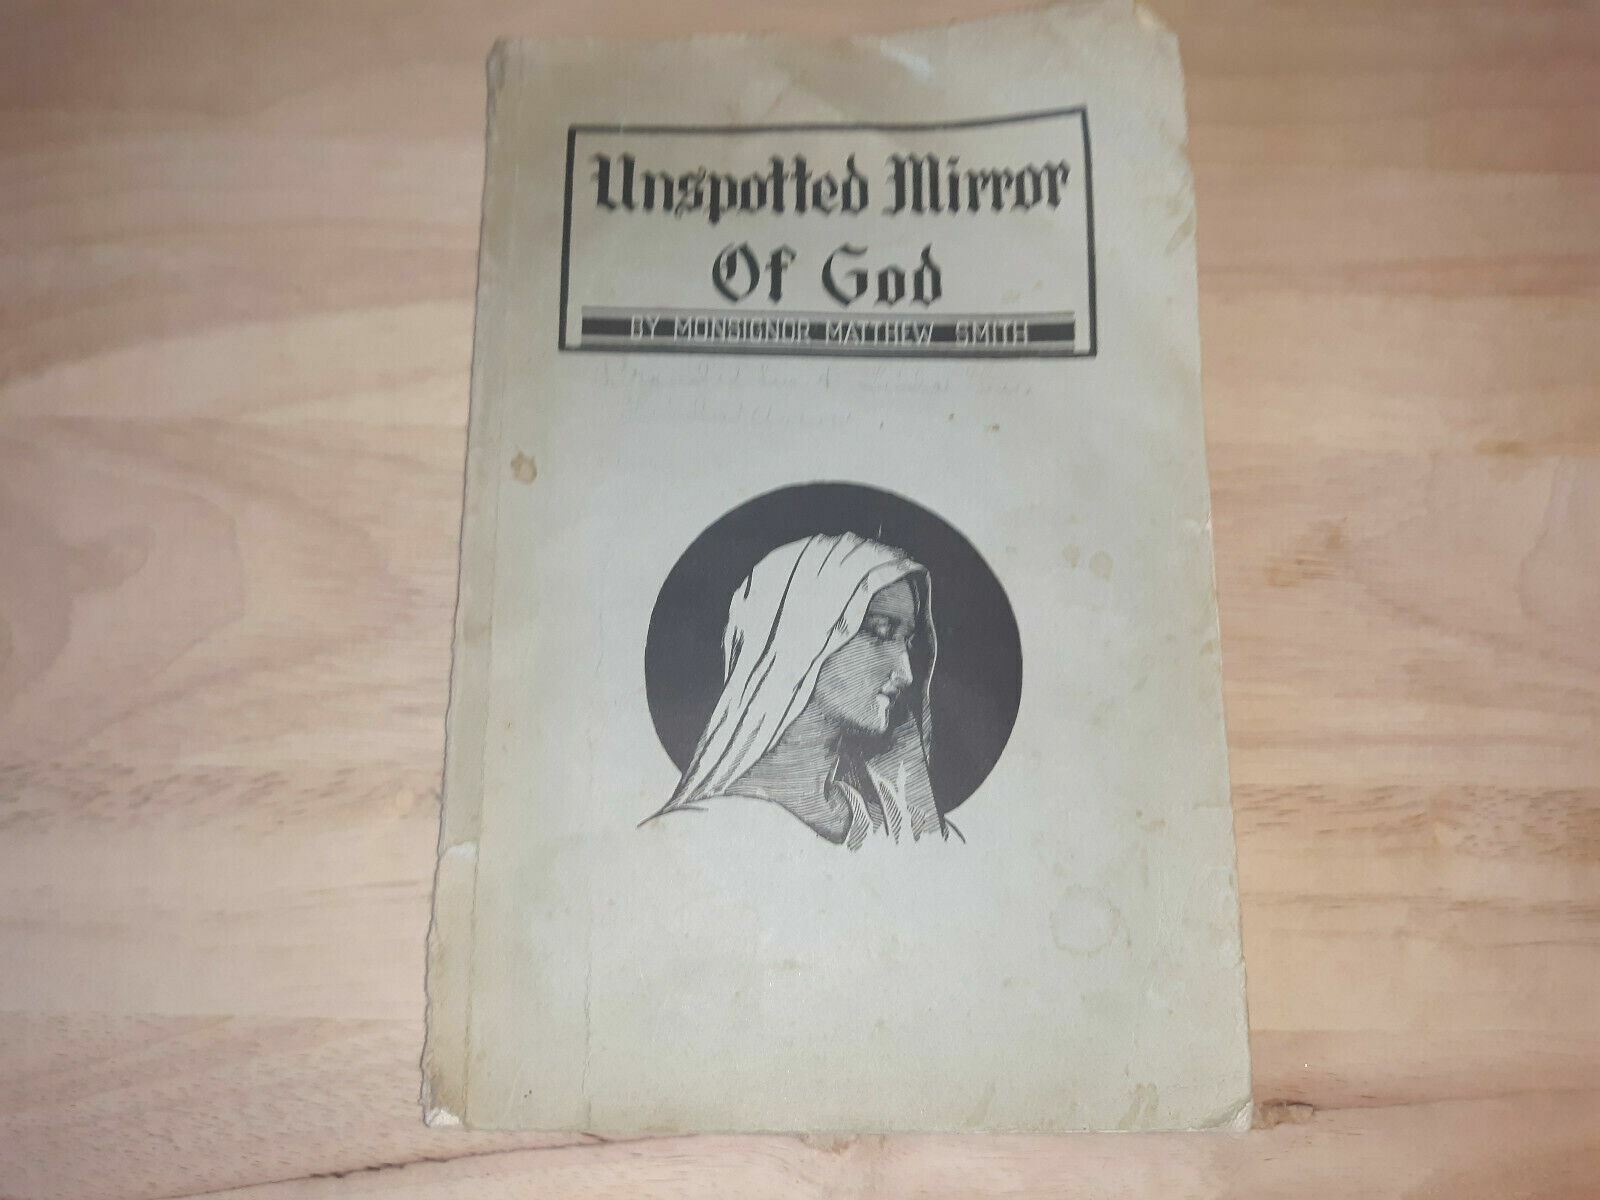 Unspotted Mirror
Of God
BY MONSIGNOR MATTHEW SMITH